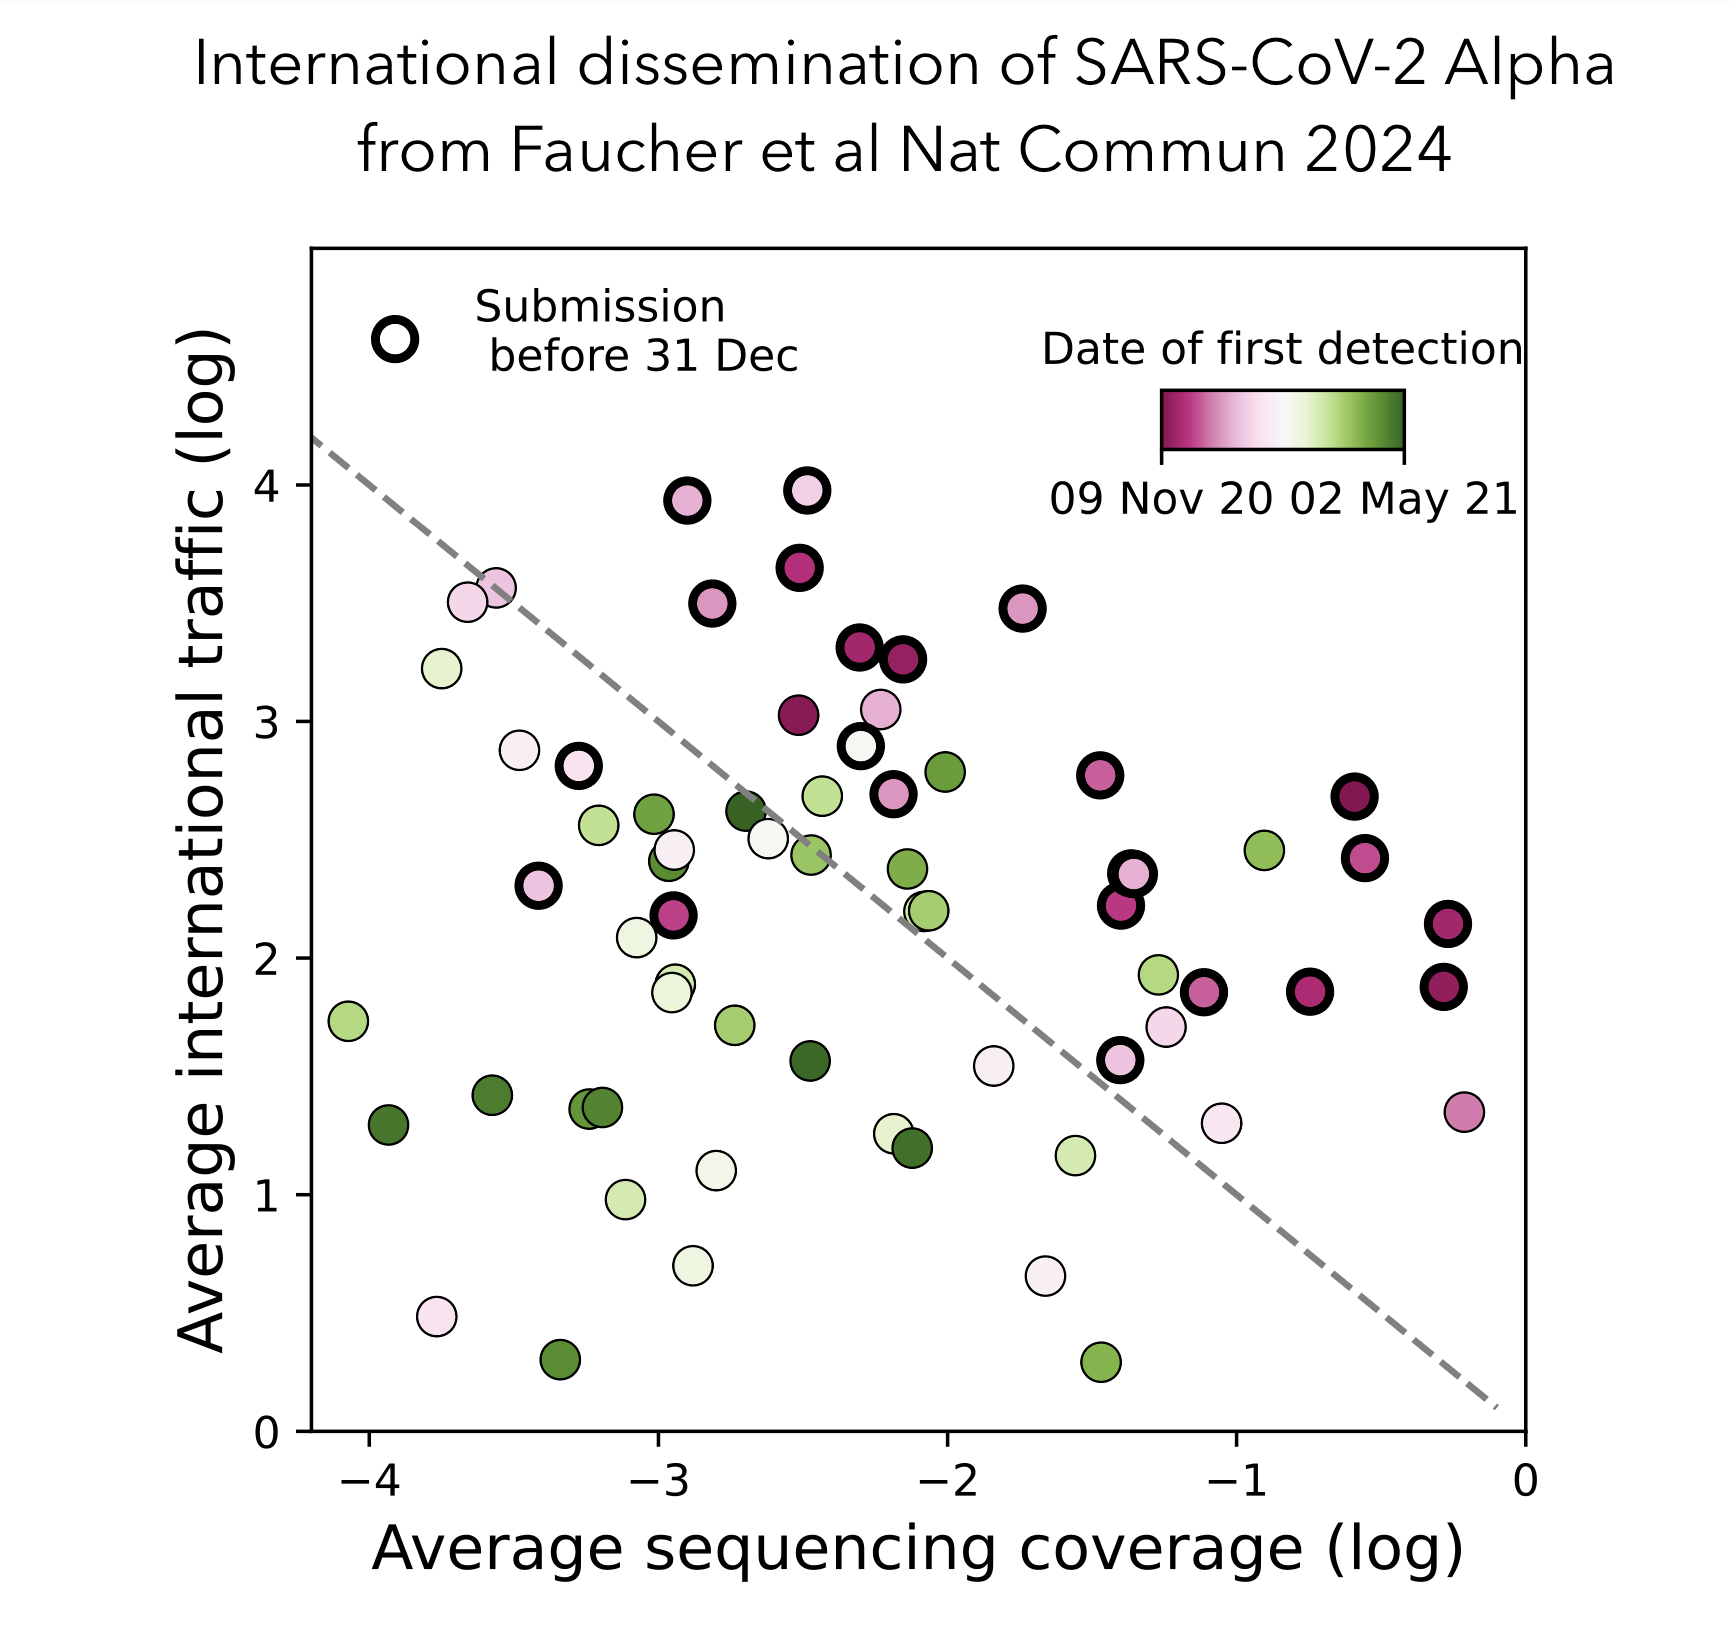 International dissemination of SARS-CoV-2 Alpha
from Faucher et al Nat Commun 2024
Submission
before 31 Dec
Date of first detection
09 Nov 20 02 May 21
Average international traffic (log)
4
3
2
1
0
−4 −3 −2 −1 0
Average sequencing coverage (log)